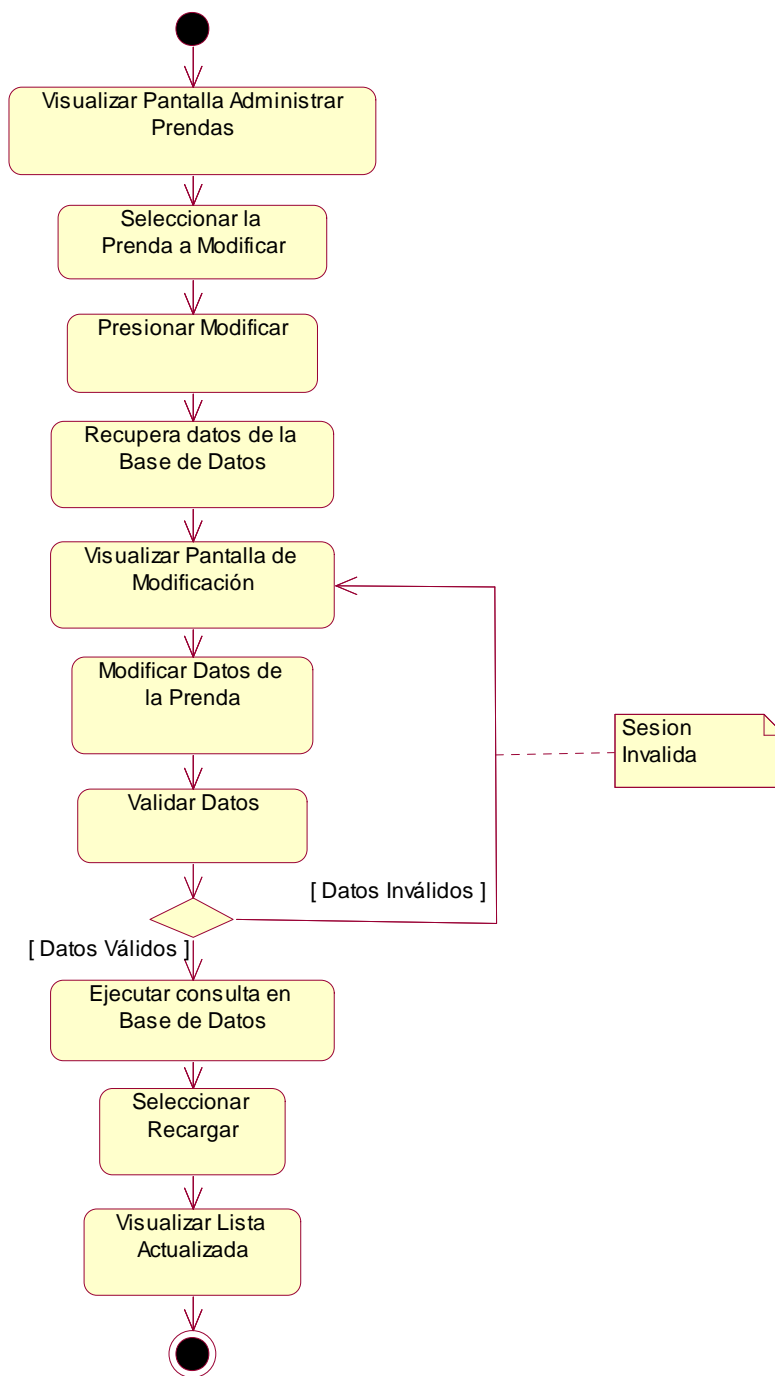 Visualizar Pantalla Administrar
Prendas
Seleccionar la
Prenda a Modificar
Presionar Modificar
Recupera datos de la
Base de Datos
Visualizar Pantalla de
Modificación
Modificar Datos de
la Prenda
Sesion
Invalida
Validar Datos
[ Datos Inválidos ]
[ Datos Válidos ]
Ejecutar consulta en
Base de Datos
Seleccionar
Recargar
Visualizar Lista
Actualizada